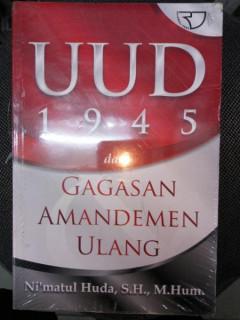 UUD
1945
dan
GAGASAN
AMANDEMEN
ULANG
Ni'matul Huda, S.H., M.Hum.